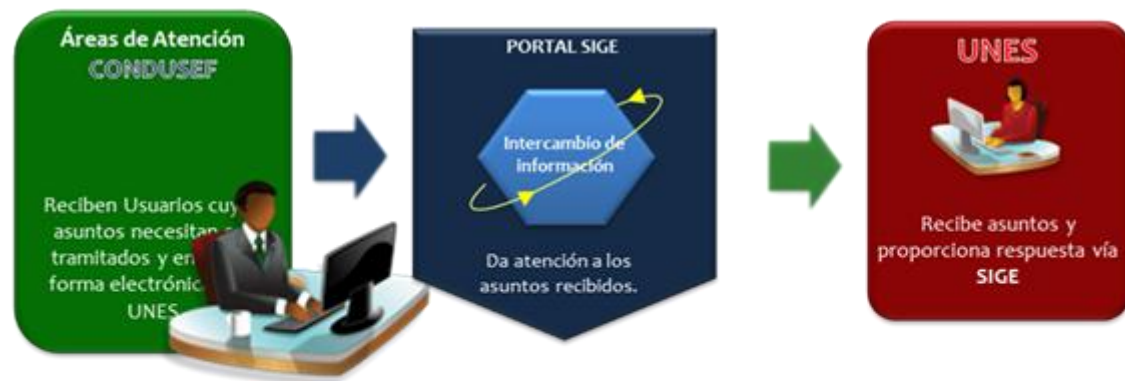 Áreas de Atención
CONDUSEF
Reciben Usuarios cuy
asuntos necesitan
tramitados y en
forma electrónic
UNES
PORTAL SIGE
Intercambio de
información
Da atención a los
asuntos recibidos.
UNES
Recibe asuntos y
proporciona respuesta vía
SIGE